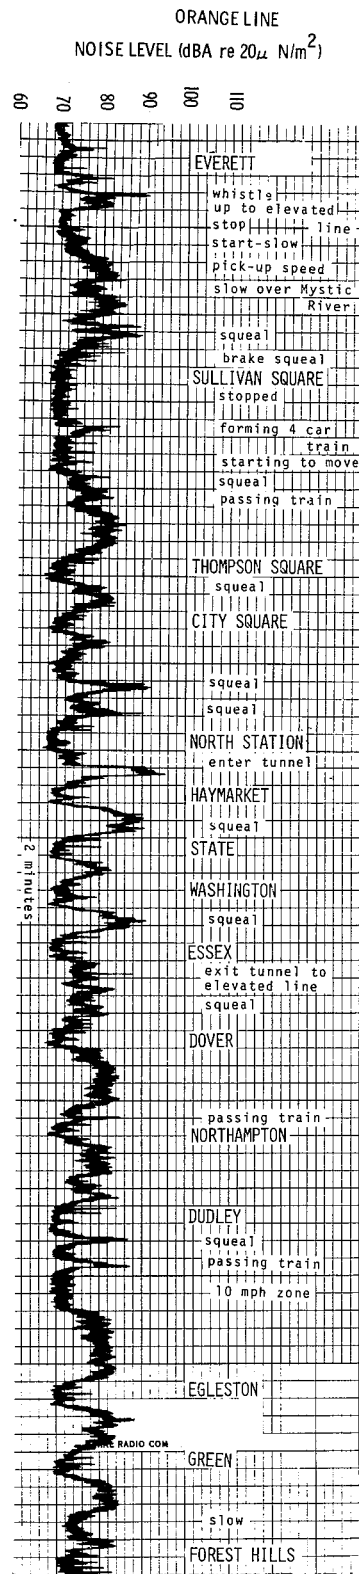 ORANGE LINE
NOISE LEVEL (dBA re 20μ N/m²)
60 70 80 90 100 110
EVERETT
whistle
up to elevated
stop line
start-slow
pick-up speed
slow over Mystic
River
squeal
brake squeal
SULLIVAN SQUARE
stopped
forming 4 car
train
starting to move
squeal
passing train
THOMPSON SQUARE
squeal
CITY SQUARE
squeal
squeal
NORTH STATION
enter tunnel
HAYMARKET
squeal
STATE
2 minutes
WASHINGTON
squeal
ESSEX
exit tunnel to
elevated line
squeal
DOVER
passing train
NORTHAMPTON
DUDLEY
squeal
passing train
10 mph zone
EGLESTON
RADIO COM
GREEN
slow
FOREST HILLS